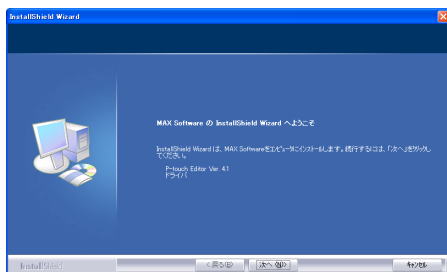 InstallShield Wizard
MAX Software の InstallShield Wizard へようこそ
InstallShield Wizard は、MAX Softwareをコンピュータにインストールします。続行するには、「次へ」をクリックし
てください。
P-touch Editor Ver. 4.1
ドライバ
InstallShield
< 戻る(B)
次へ(N)>
キャンセル